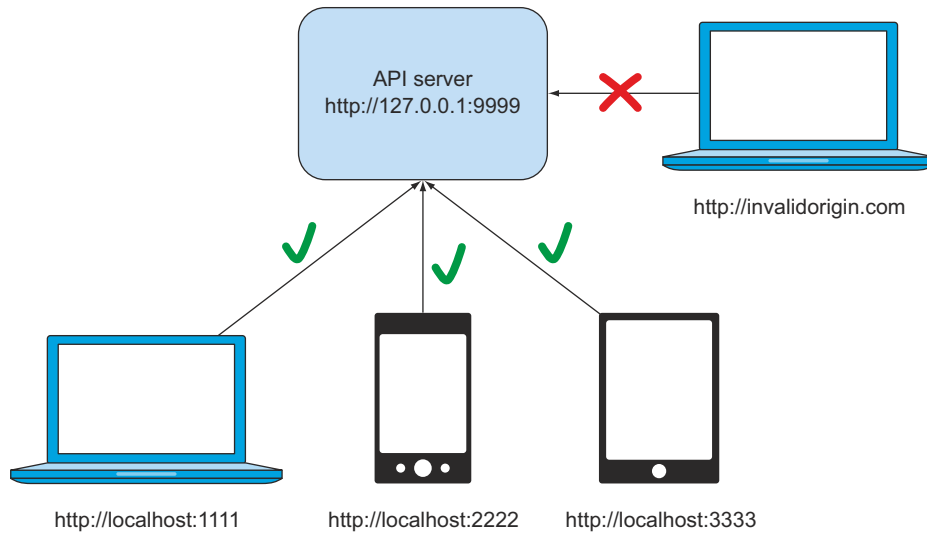 API server
http://127.0.0.1:9999
http://invalidorigin.com
http://localhost:1111
http://localhost:2222
http://localhost:3333